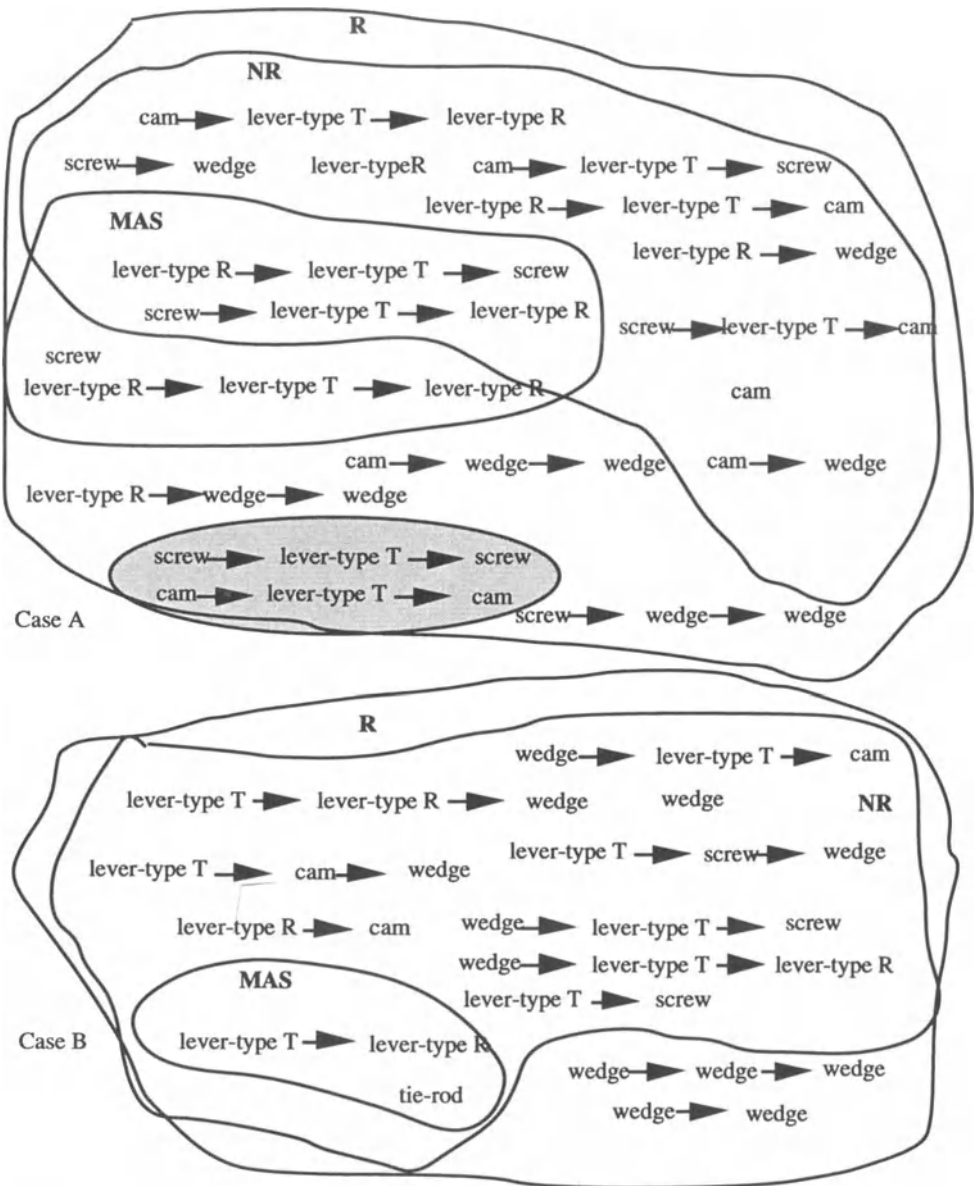 R
NR
cam lever-type T lever-type R
screw wedge lever-typeR cam lever-type T screw
lever-type R lever-type T cam
MAS
lever-type R wedge
lever-type R lever-type T screw
screw lever-type T lever-type R
screw lever-type T cam
screw
lever-type R lever-type T lever-type R
cam
cam wedge wedge cam wedge
lever-type R wedge wedge
screw lever-type T screw
cam lever-type T cam
screw wedge wedge
Case A
R
wedge lever-type T cam
lever-type T lever-type R wedge wedge
NR
lever-type T screw wedge
lever-type T cam wedge
lever-type R cam
wedge lever-type T screw
wedge lever-type T lever-type R
MAS
lever-type T screw
Case B
lever-type T lever-type R
wedge wedge wedge
tie-rod
wedge wedge